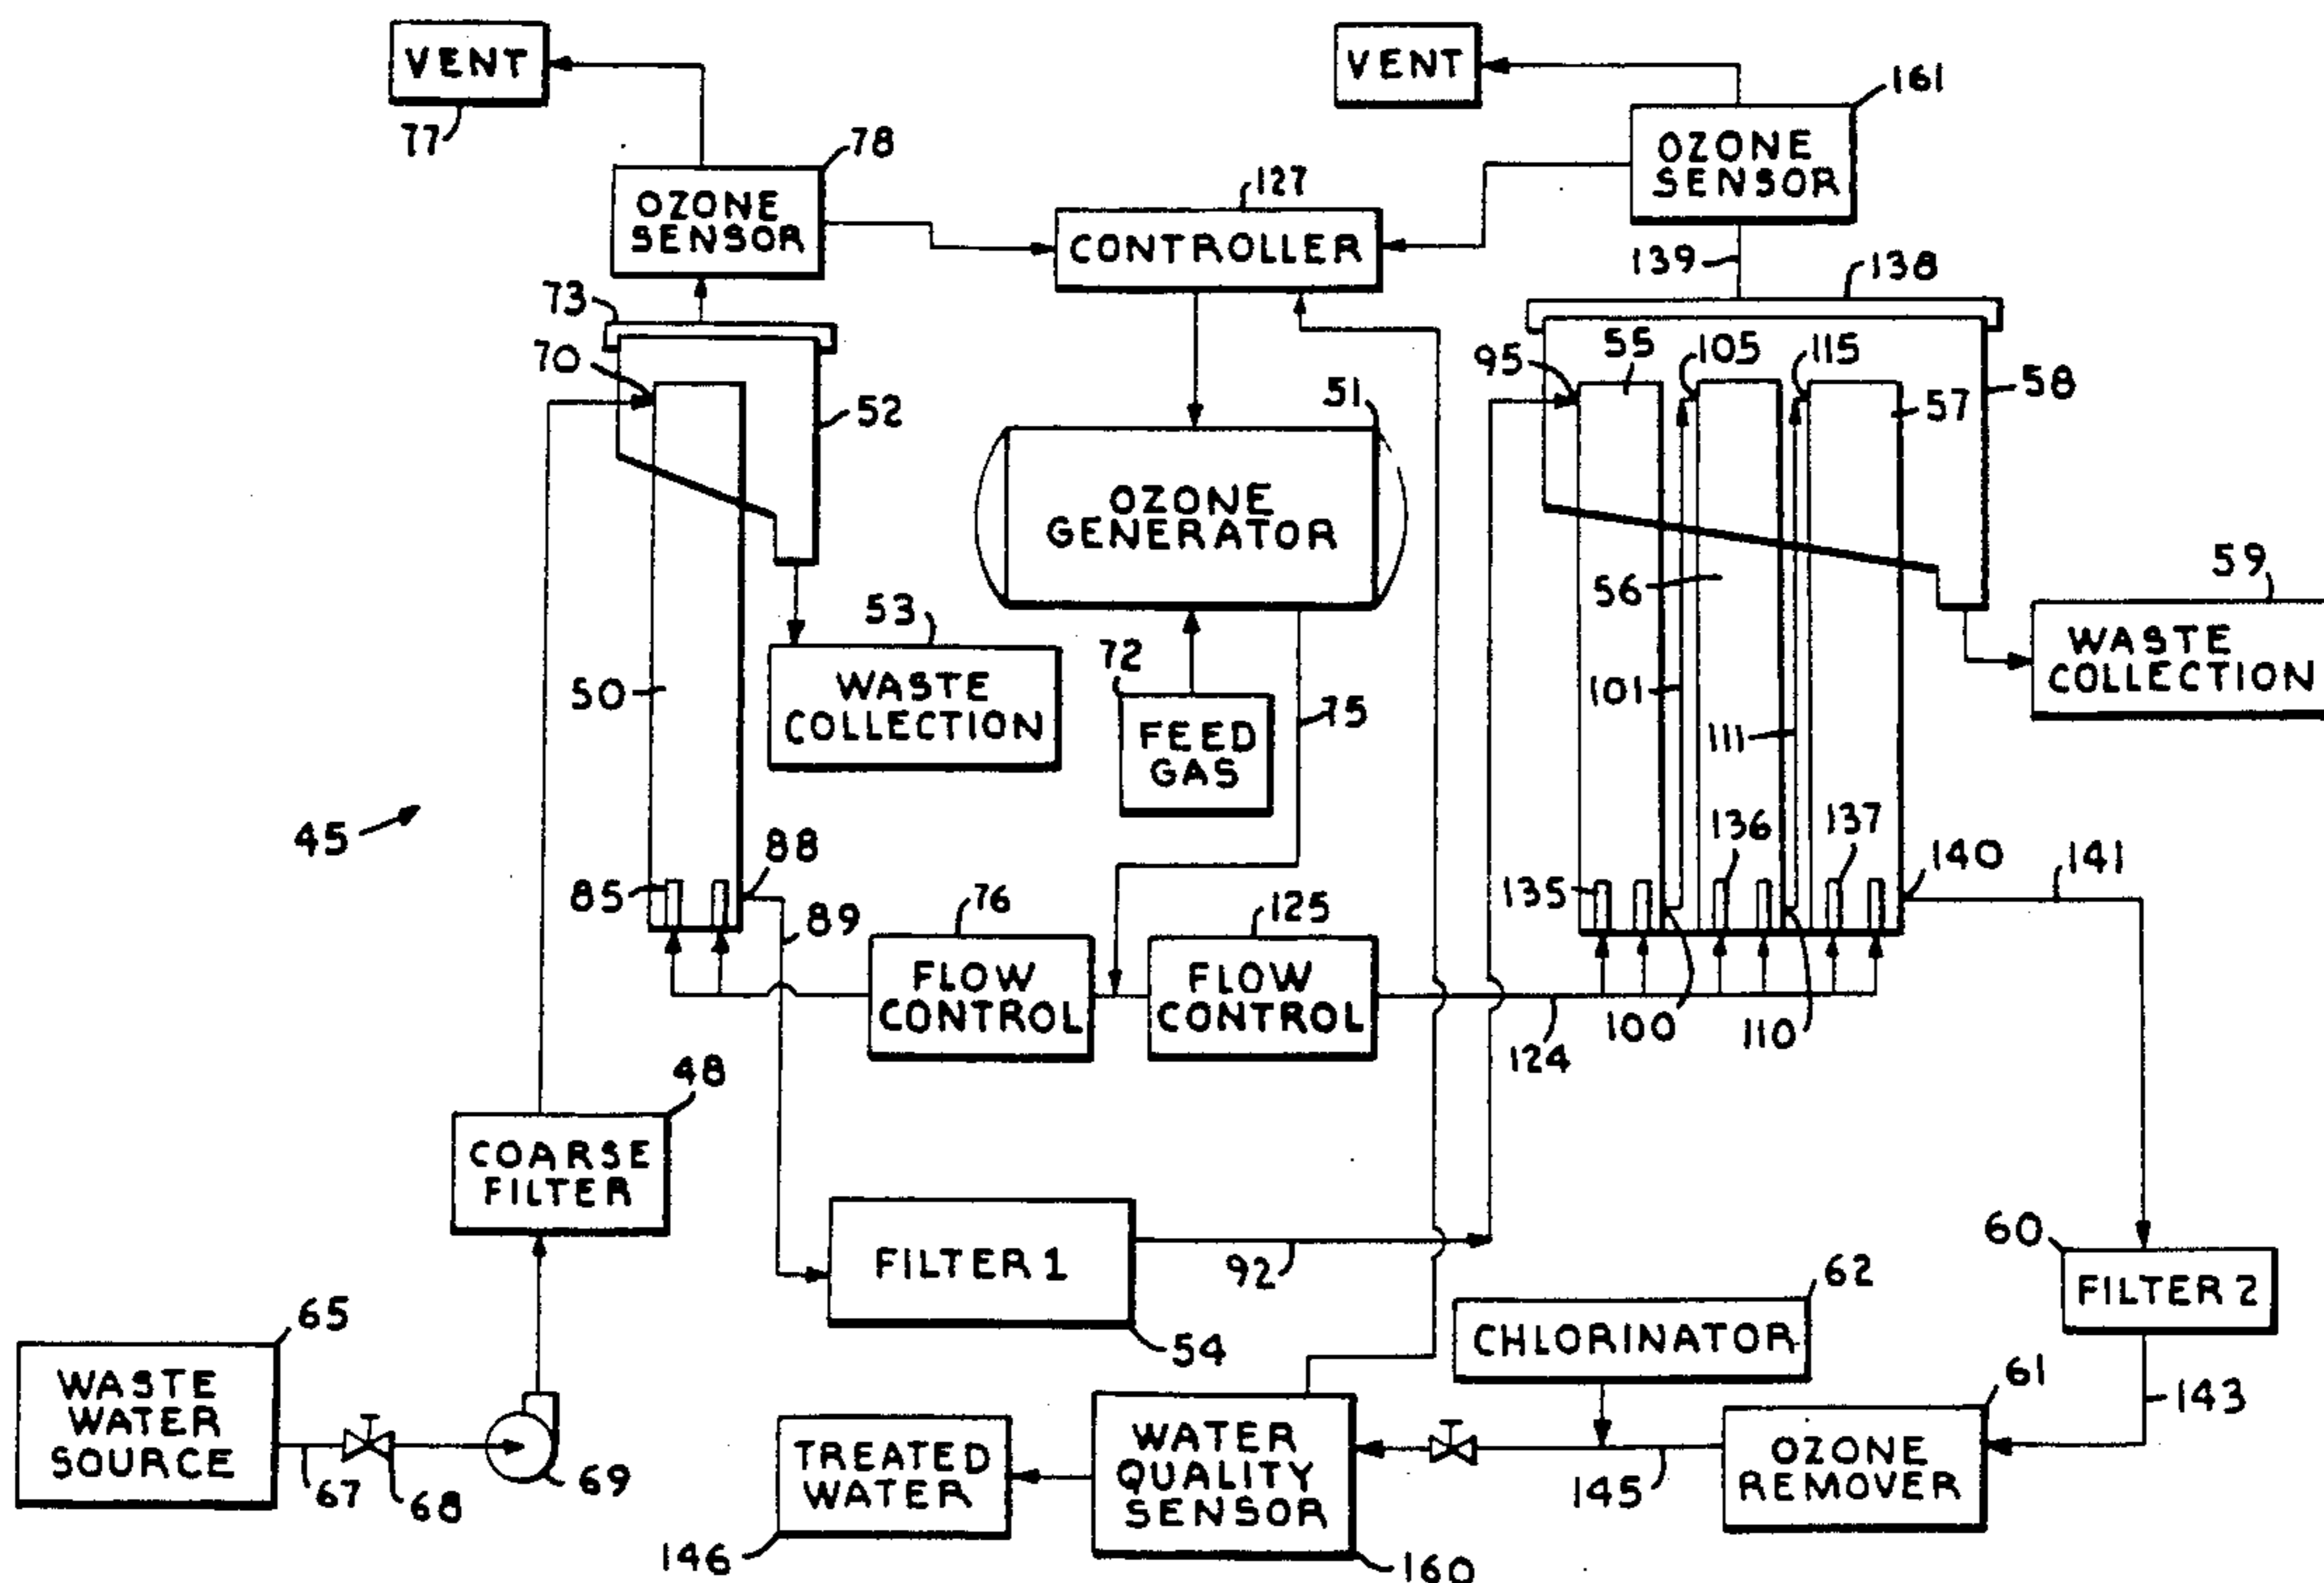 VENT
77
VENT
161
OZONE
SENSOR
78
OZONE
SENSOR
127
CONTROLLER
139
138
73
70
52
51
OZONE
GENERATOR
95
55
105
115
58
57
56
59
WASTE
COLLECTION
53
WASTE
COLLECTION
50
72
FEED
GAS
75
101
111
45
85
88
89
76
FLOW
CONTROL
125
FLOW
CONTROL
135
136
137
140
141
124
100
110
48
COARSE
FILTER
FILTER 1
54
92
60
FILTER 2
62
CHLORINATOR
65
WASTE
WATER
SOURCE
67
68
69
61
143
OZONE
REMOVER
145
WATER
QUALITY
SENSOR
160
TREATED
WATER
146